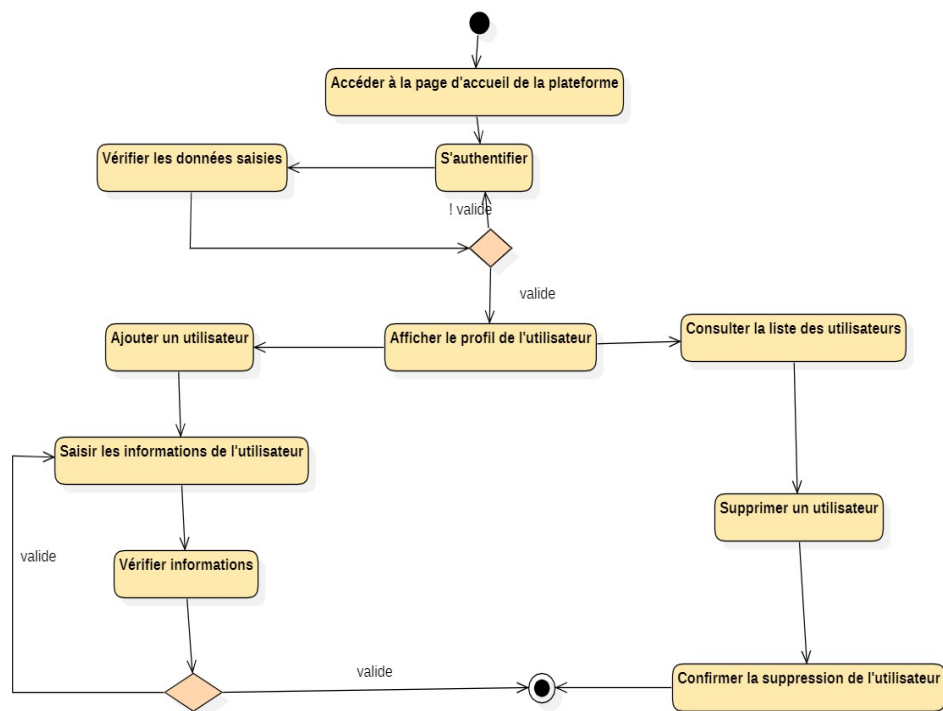 Accéder à la page d'accueil de la plateforme
Vérifier les données saisies
S'authentifier
! valide
valide
Ajouter un utilisateur
Afficher le profil de l'utilisateur
Consulter la liste des utilisateurs
Saisir les informations de l'utilisateur
Supprimer un utilisateur
valide
Vérifier informations
valide
Confirmer la suppression de l'utilisateur